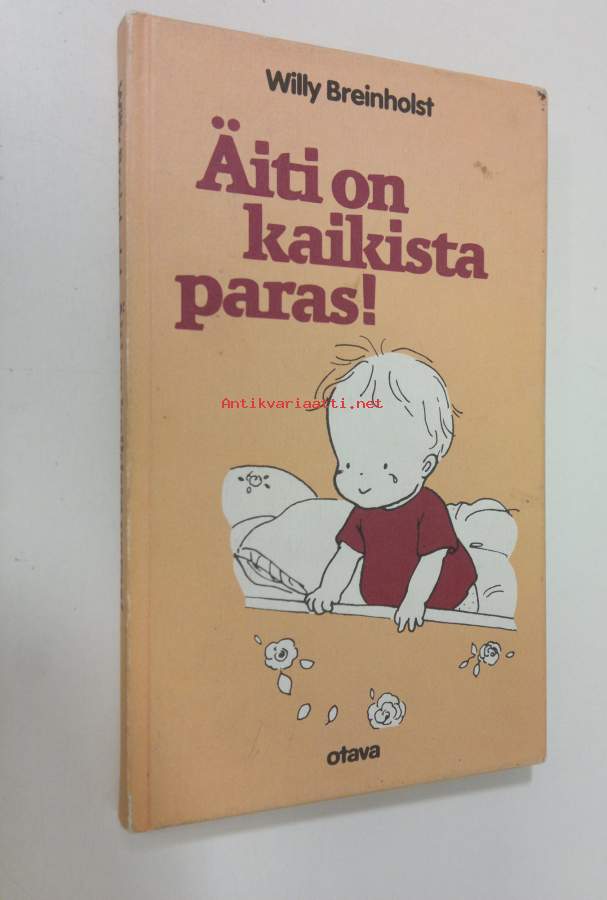 Willy Breinholst
Äiti on
kaikista
paras!
Antikvariaatti.net
otava